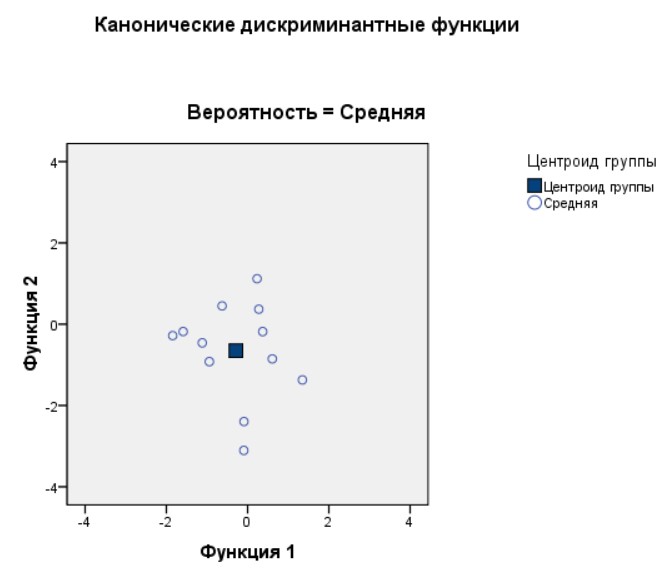 Канонические дискриминантные функции
Вероятность = Средняя
Центроид группы
Центроид группы
Средняя
4
2
0
-2
-4
Функция 2
-4
-2
0
2
4
Функция 1